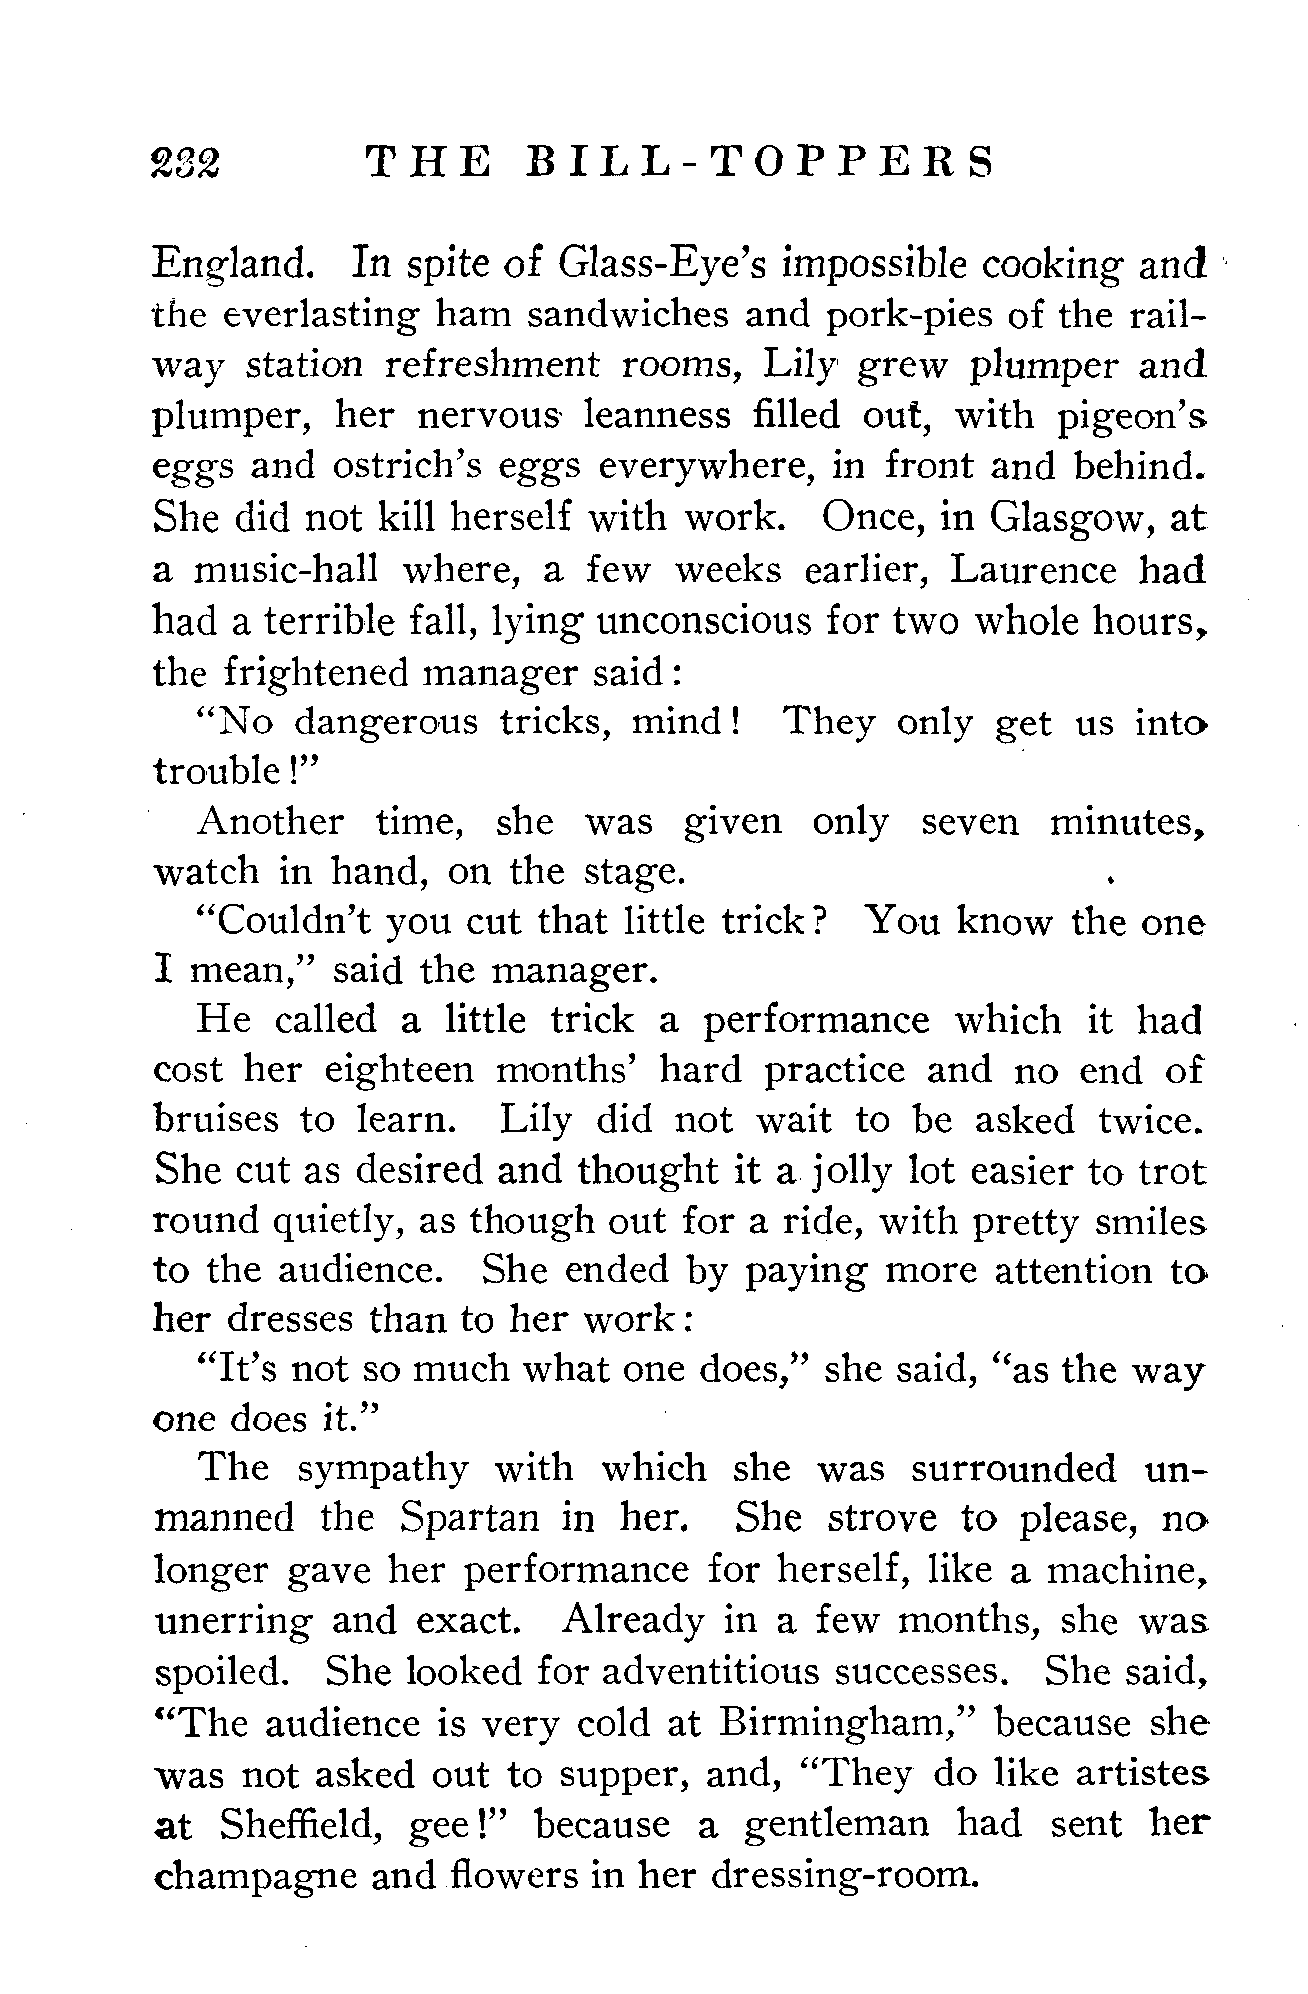 232 THE BILL-TOPPERS
England. In spite of Glass-Eye's impossible cooking and
the everlasting ham sandwiches and pork-pies of the rail-
way station refreshment rooms, Lily grew plumper and
plumper, her nervous leanness filled out, with pigeon's
eggs and ostrich's eggs everywhere, in front and behind.
She did not kill herself with work. Once, in Glasgow, at
a music-hall where, a few weeks earlier, Laurence had
had a terrible fall, lying unconscious for two whole hours,
the frightened manager said:
"No dangerous tricks, mind! They only get us into
trouble!"
Another time, she was given only seven minutes,
watch in hand, on the stage.
"Couldn't you cut that little trick? You know the one
I mean," said the manager.
He called a little trick a performance which it had
cost her eighteen months' hard practice and no end of
bruises to learn. Lily did not wait to be asked twice.
She cut as desired and thought it a jolly lot easier to trot
round quietly, as though out for a ride, with pretty smiles
to the audience. She ended by paying more attention to
her dresses than to her work:
"It's not so much what one does," she said, "as the way
one does it."
The sympathy with which she was surrounded un-
manned the Spartan in her. She strove to please, no
longer gave her performance for herself, like a machine,
unerring and exact. Already in a few months, she was
spoiled. She looked for adventitious successes. She said,
"The audience is very cold at Birmingham," because she
was not asked out to supper, and, "They do like artistes
at Sheffield, gee!" because a gentleman had sent her
champagne and flowers in her dressing-room.